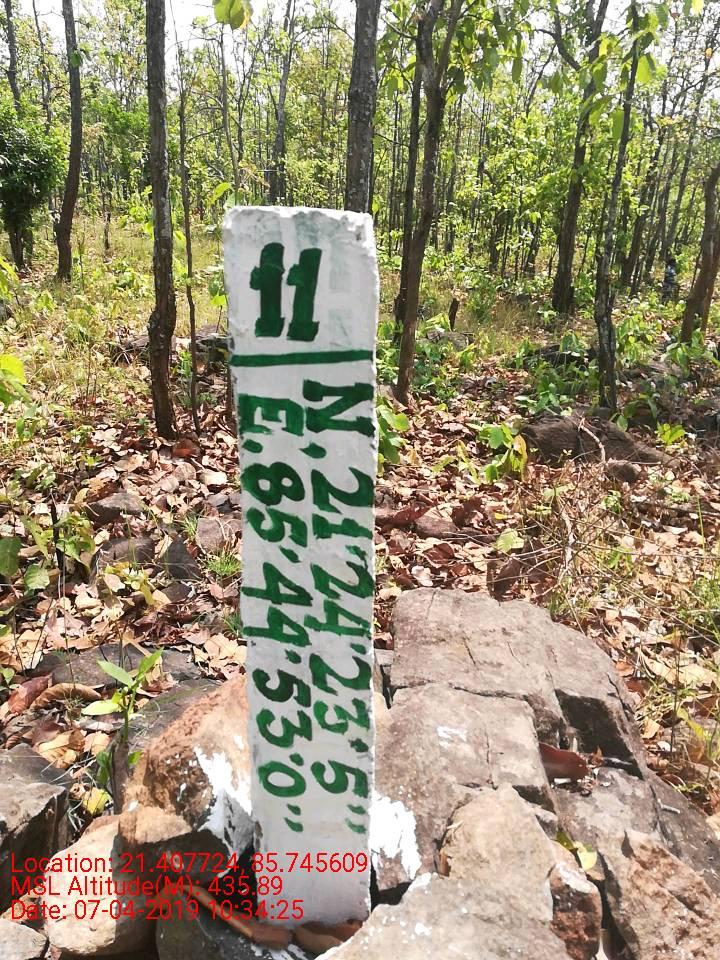 11
N. 21°24'23'5"
E. 85°44'53'0"
Location: 21.407724, 85.745609
MSL Altitude(M): 435.89
Date: 07-04-2019 10:34:25